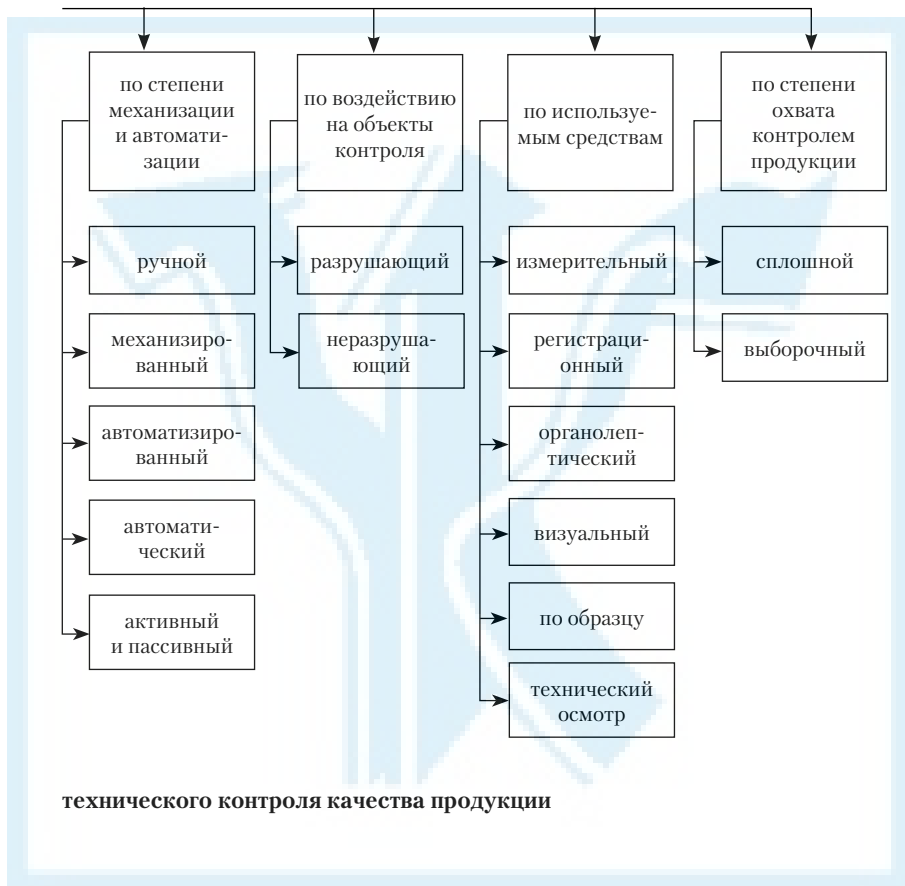 по степени
механизации
и автомати-
зации
ручной
механизиро-
ванный
автоматизиро-
ванный
автомати-
ческий
активный
и пассивный
по воздействию
на объекты
контроля
разрушающий
неразруша-
ющий
по используе-
мым средствам
измерительный
регистраци-
онный
органолеп-
тический
визуальный
по образцу
технический
осмотр
по степени
охвата
контролем
продукции
сплошной
выборочный
технического контроля качества продукции